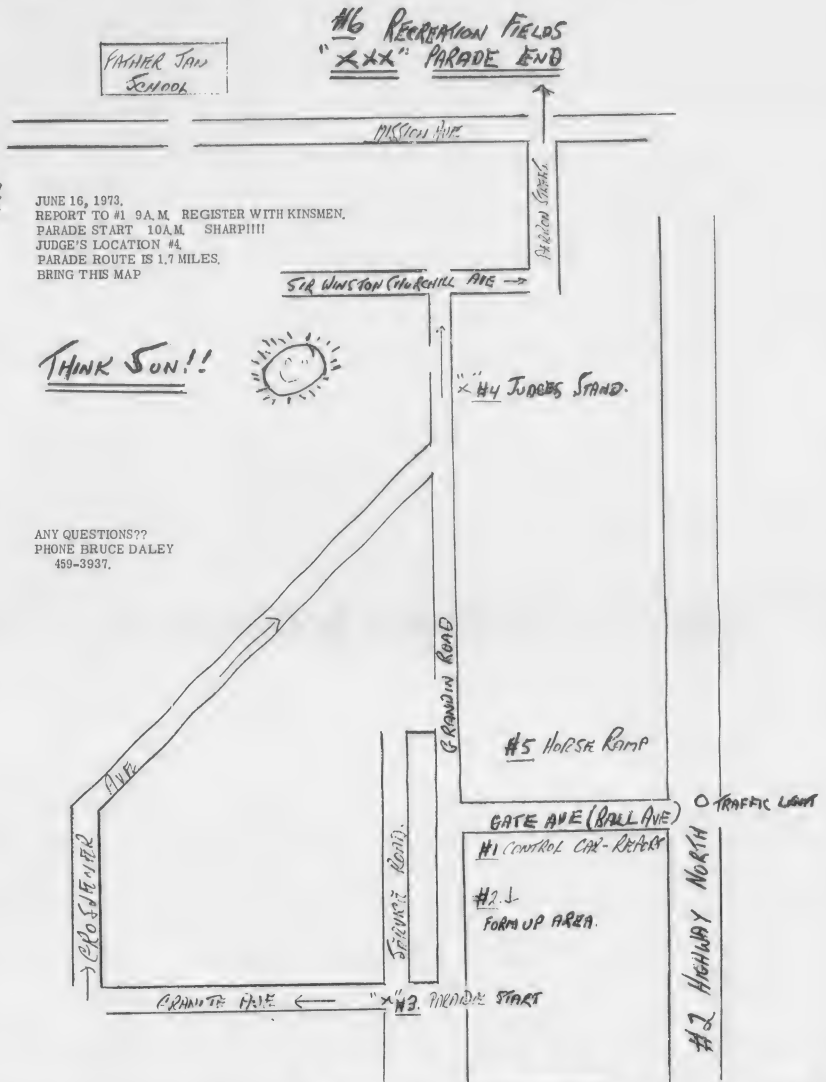 #6 RECREATION FIELDS
"XXX" PARADE END
FATHER JAN
SCHOOL
MISSION AVE
JUNE 16, 1973.
REPORT TO #1 9A.M. REGISTER WITH KINSMEN.
PARADE START 10A.M. SHARP!!!!
JUDGE'S LOCATION #4.
PARADE ROUTE IS 1.7 MILES.
BRING THIS MAP
PERRON STREET
SIR WINSTON CHURCHILL AVE →
THINK SUN!!
"X" #4 JUDGES STAND.
ANY QUESTIONS??
PHONE BRUCE DALEY
459-3937.
GRANDIN ROAD
#5 HORSE RAMP
AVE
TRAFFIC LIGHT
GATE AVE (BALL AVE)
#1 CONTROL CAR-REPORT
SERVICE ROAD.
#2.↓
FORM UP AREA.
#2 HIGHWAY NORTH
GRANITE AVE ←
"X" #3. PARADE START